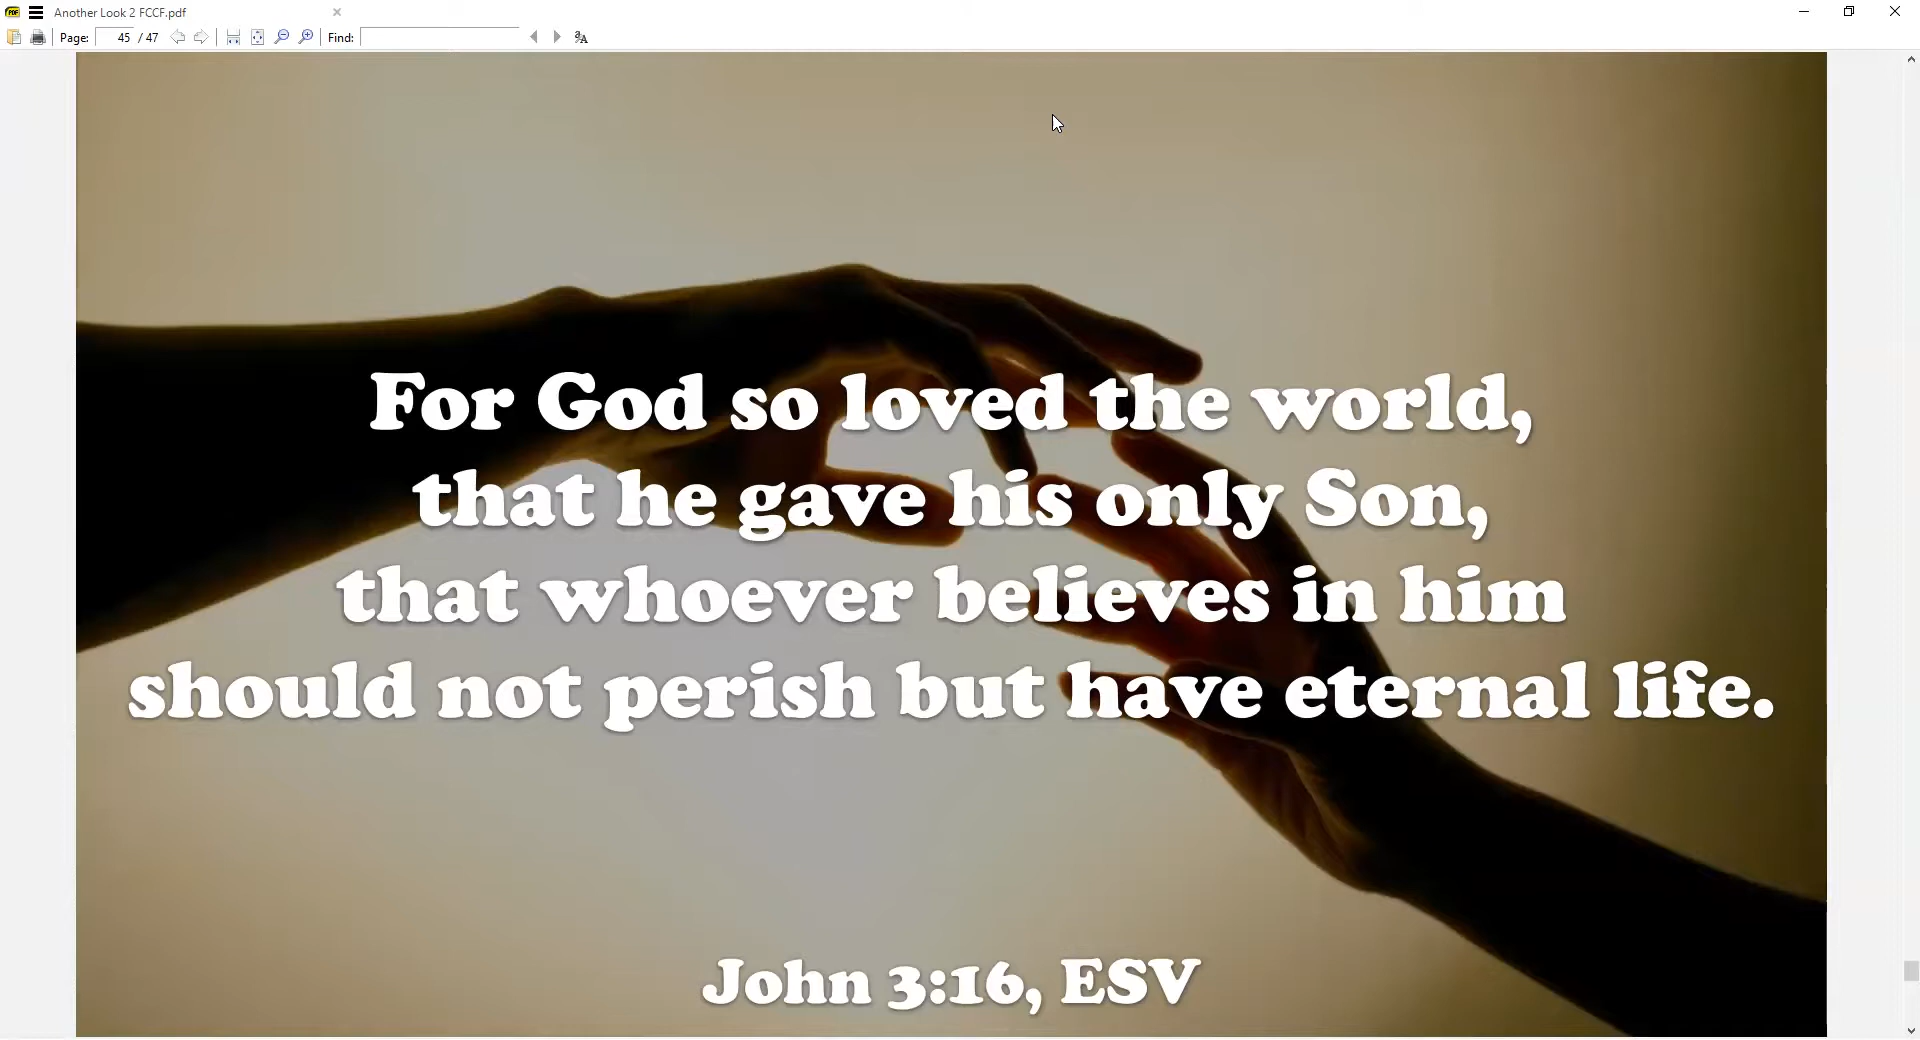 Another Look 2 FCCF.pdf
Page: 45 / 47 Find:
For God so loved the world,
that he gave his only Son,
that whoever believes in him
should not perish but have eternal life.
John 3:16, ESV